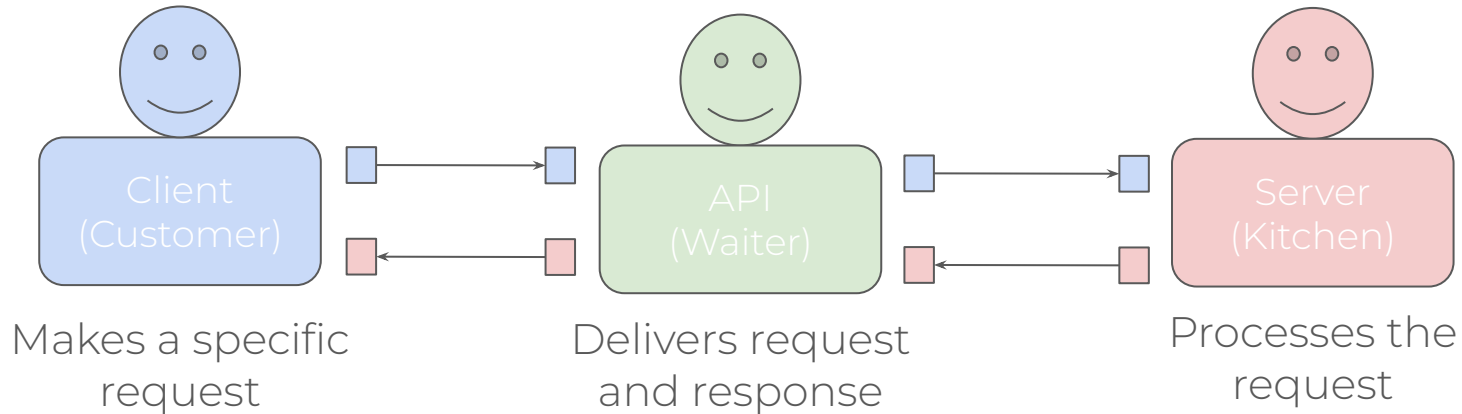 Client
(Customer)
API
(Waiter)
Server
(Kitchen)
Makes a specific
request
Delivers request
and response
Processes the
request